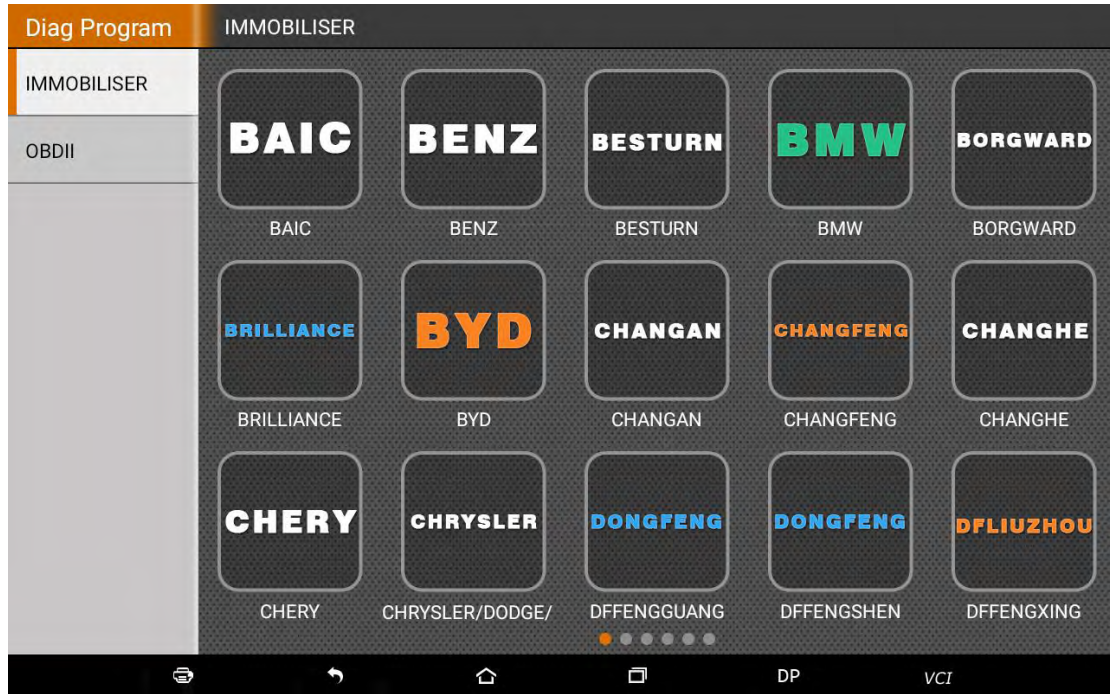 Diag Program
IMMOBILISER
IMMOBILISER
OBDII
BAIC
BENZ
BESTURN
BMW
BORGWARD
BAIC
BENZ
BESTURN
BMW
BORGWARD
BRILLIANCE
BYD
CHANGAN
CHANGFENG
CHANGHE
BRILLIANCE
BYD
CHANGAN
CHANGFENG
CHANGHE
CHERY
CHRYSLER
DONGFENG
DONGFENG
DFLIUZHOU
CHERY
CHRYSLER/DODGE/
DFFENGGUANG
DFFENGSHEN
DFFENGXING
DP
VCI